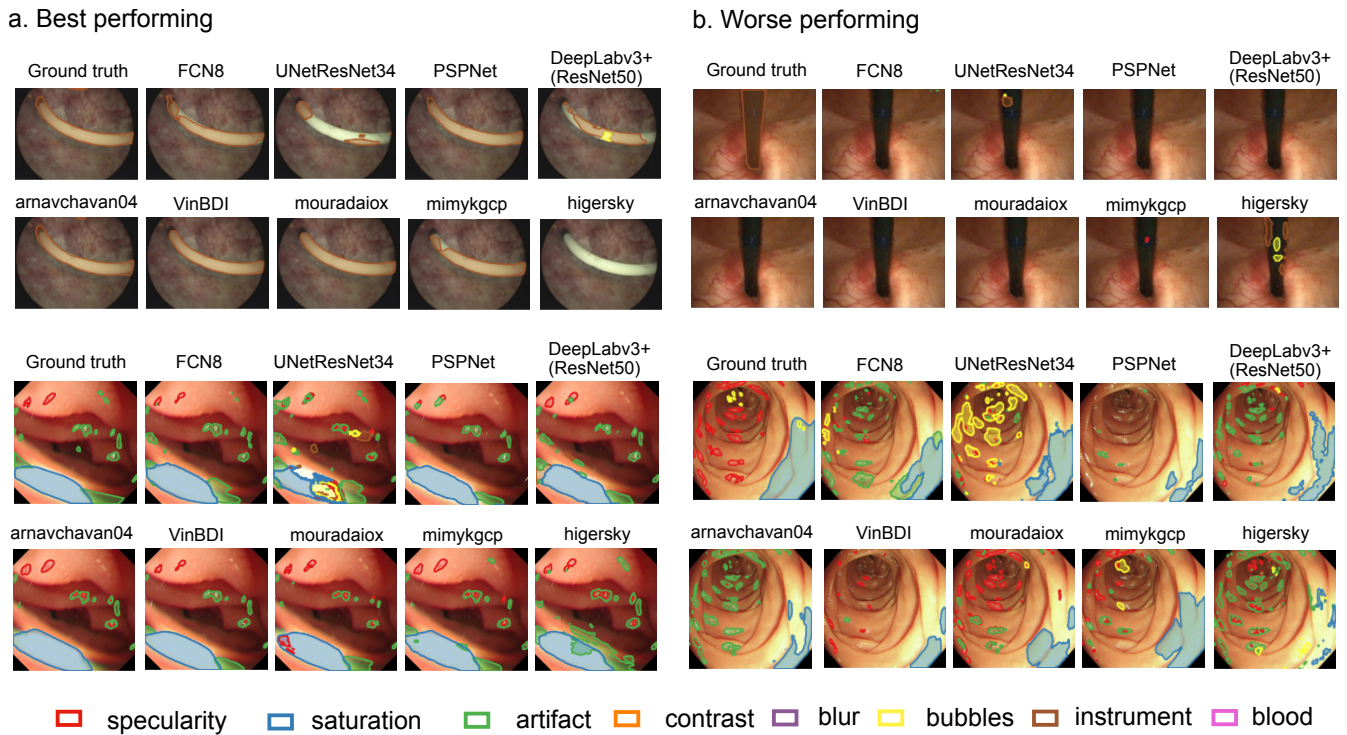 a. Best performing
b. Worse performing
Ground truth
FCN8
UNetResNet34
PSPNet
DeepLabv3+
(ResNet50)
Ground truth
FCN8
UNetResNet34
PSPNet
DeepLabv3+
(ResNet50)
arnavchavan04
VinBDI
mouradaiox
mimykgcp
higersky
arnavchavan04
VinBDI
mouradaiox
mimykgcp
higersky
Ground truth
FCN8
UNetResNet34
PSPNet
DeepLabv3+
(ResNet50)
Ground truth
FCN8
UNetResNet34
PSPNet
DeepLabv3+
(ResNet50)
arnavchavan04
VinBDI
mouradaiox
mimykgcp
higersky
arnavchavan04
VinBDI
mouradaiox
mimykgcp
higersky
specularity
saturation
artifact
contrast
blur
bubbles
instrument
blood